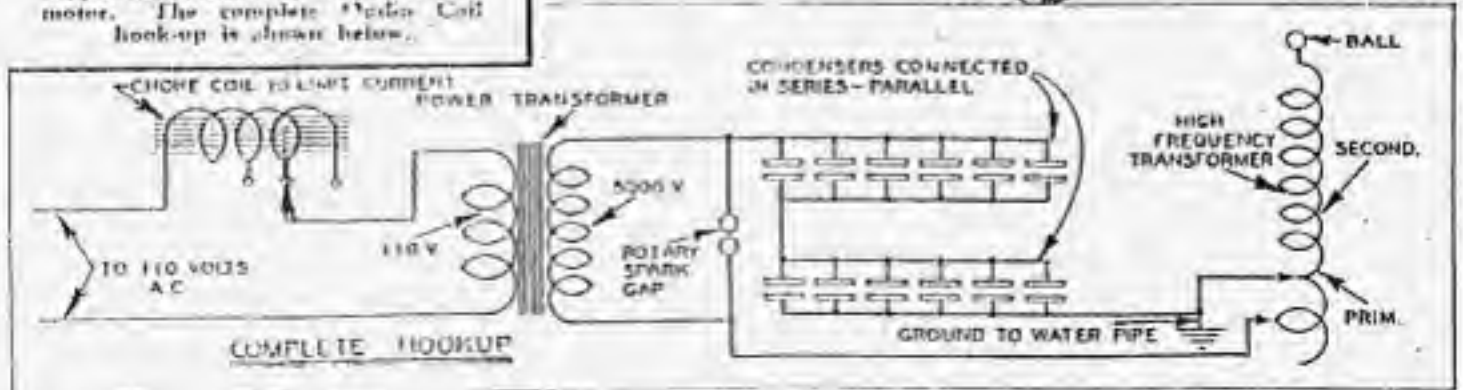 motor. The complete Oudin Coil
hook-up is shown below.
CHOKE COIL TO LIMIT CURRENT
POWER TRANSFORMER
CONDENSERS CONNECTED
IN SERIES-PARALLEL
BALL
HIGH
FREQUENCY
TRANSFORMER
SECOND.
110 V.
5000 V
ROTARY
SPARK
GAP
TO 110 VOLTS
A.C.
GROUND TO WATER PIPE
PRIM.
COMPLETE HOOKUP